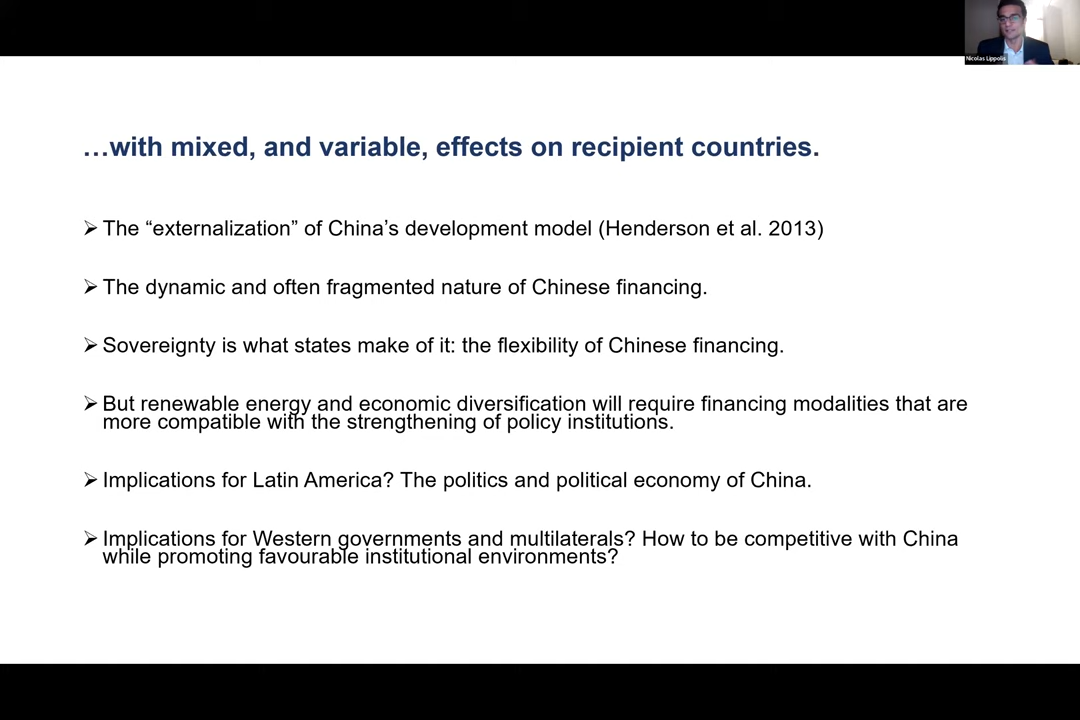 Nicolas Lippolis
…with mixed, and variable, effects on recipient countries.
➢ The “externalization” of China’s development model (Henderson et al. 2013)
➢ The dynamic and often fragmented nature of Chinese financing.
➢ Sovereignty is what states make of it: the flexibility of Chinese financing.
➢ But renewable energy and economic diversification will require financing modalities that are
more compatible with the strengthening of policy institutions.
➢ Implications for Latin America? The politics and political economy of China.
➢ Implications for Western governments and multilaterals? How to be competitive with China
while promoting favourable institutional environments?